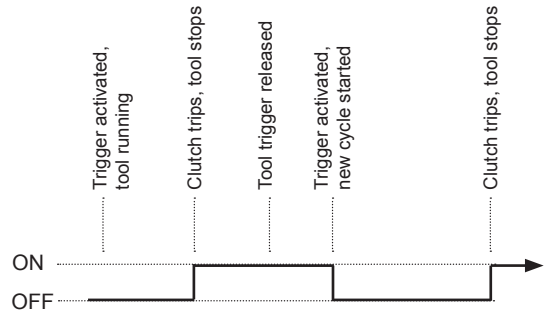 Trigger activated,
tool running
Clutch trips, tool stops
Tool trigger released
Trigger activated,
new cycle started
Clutch trips, tool stops
ON
OFF